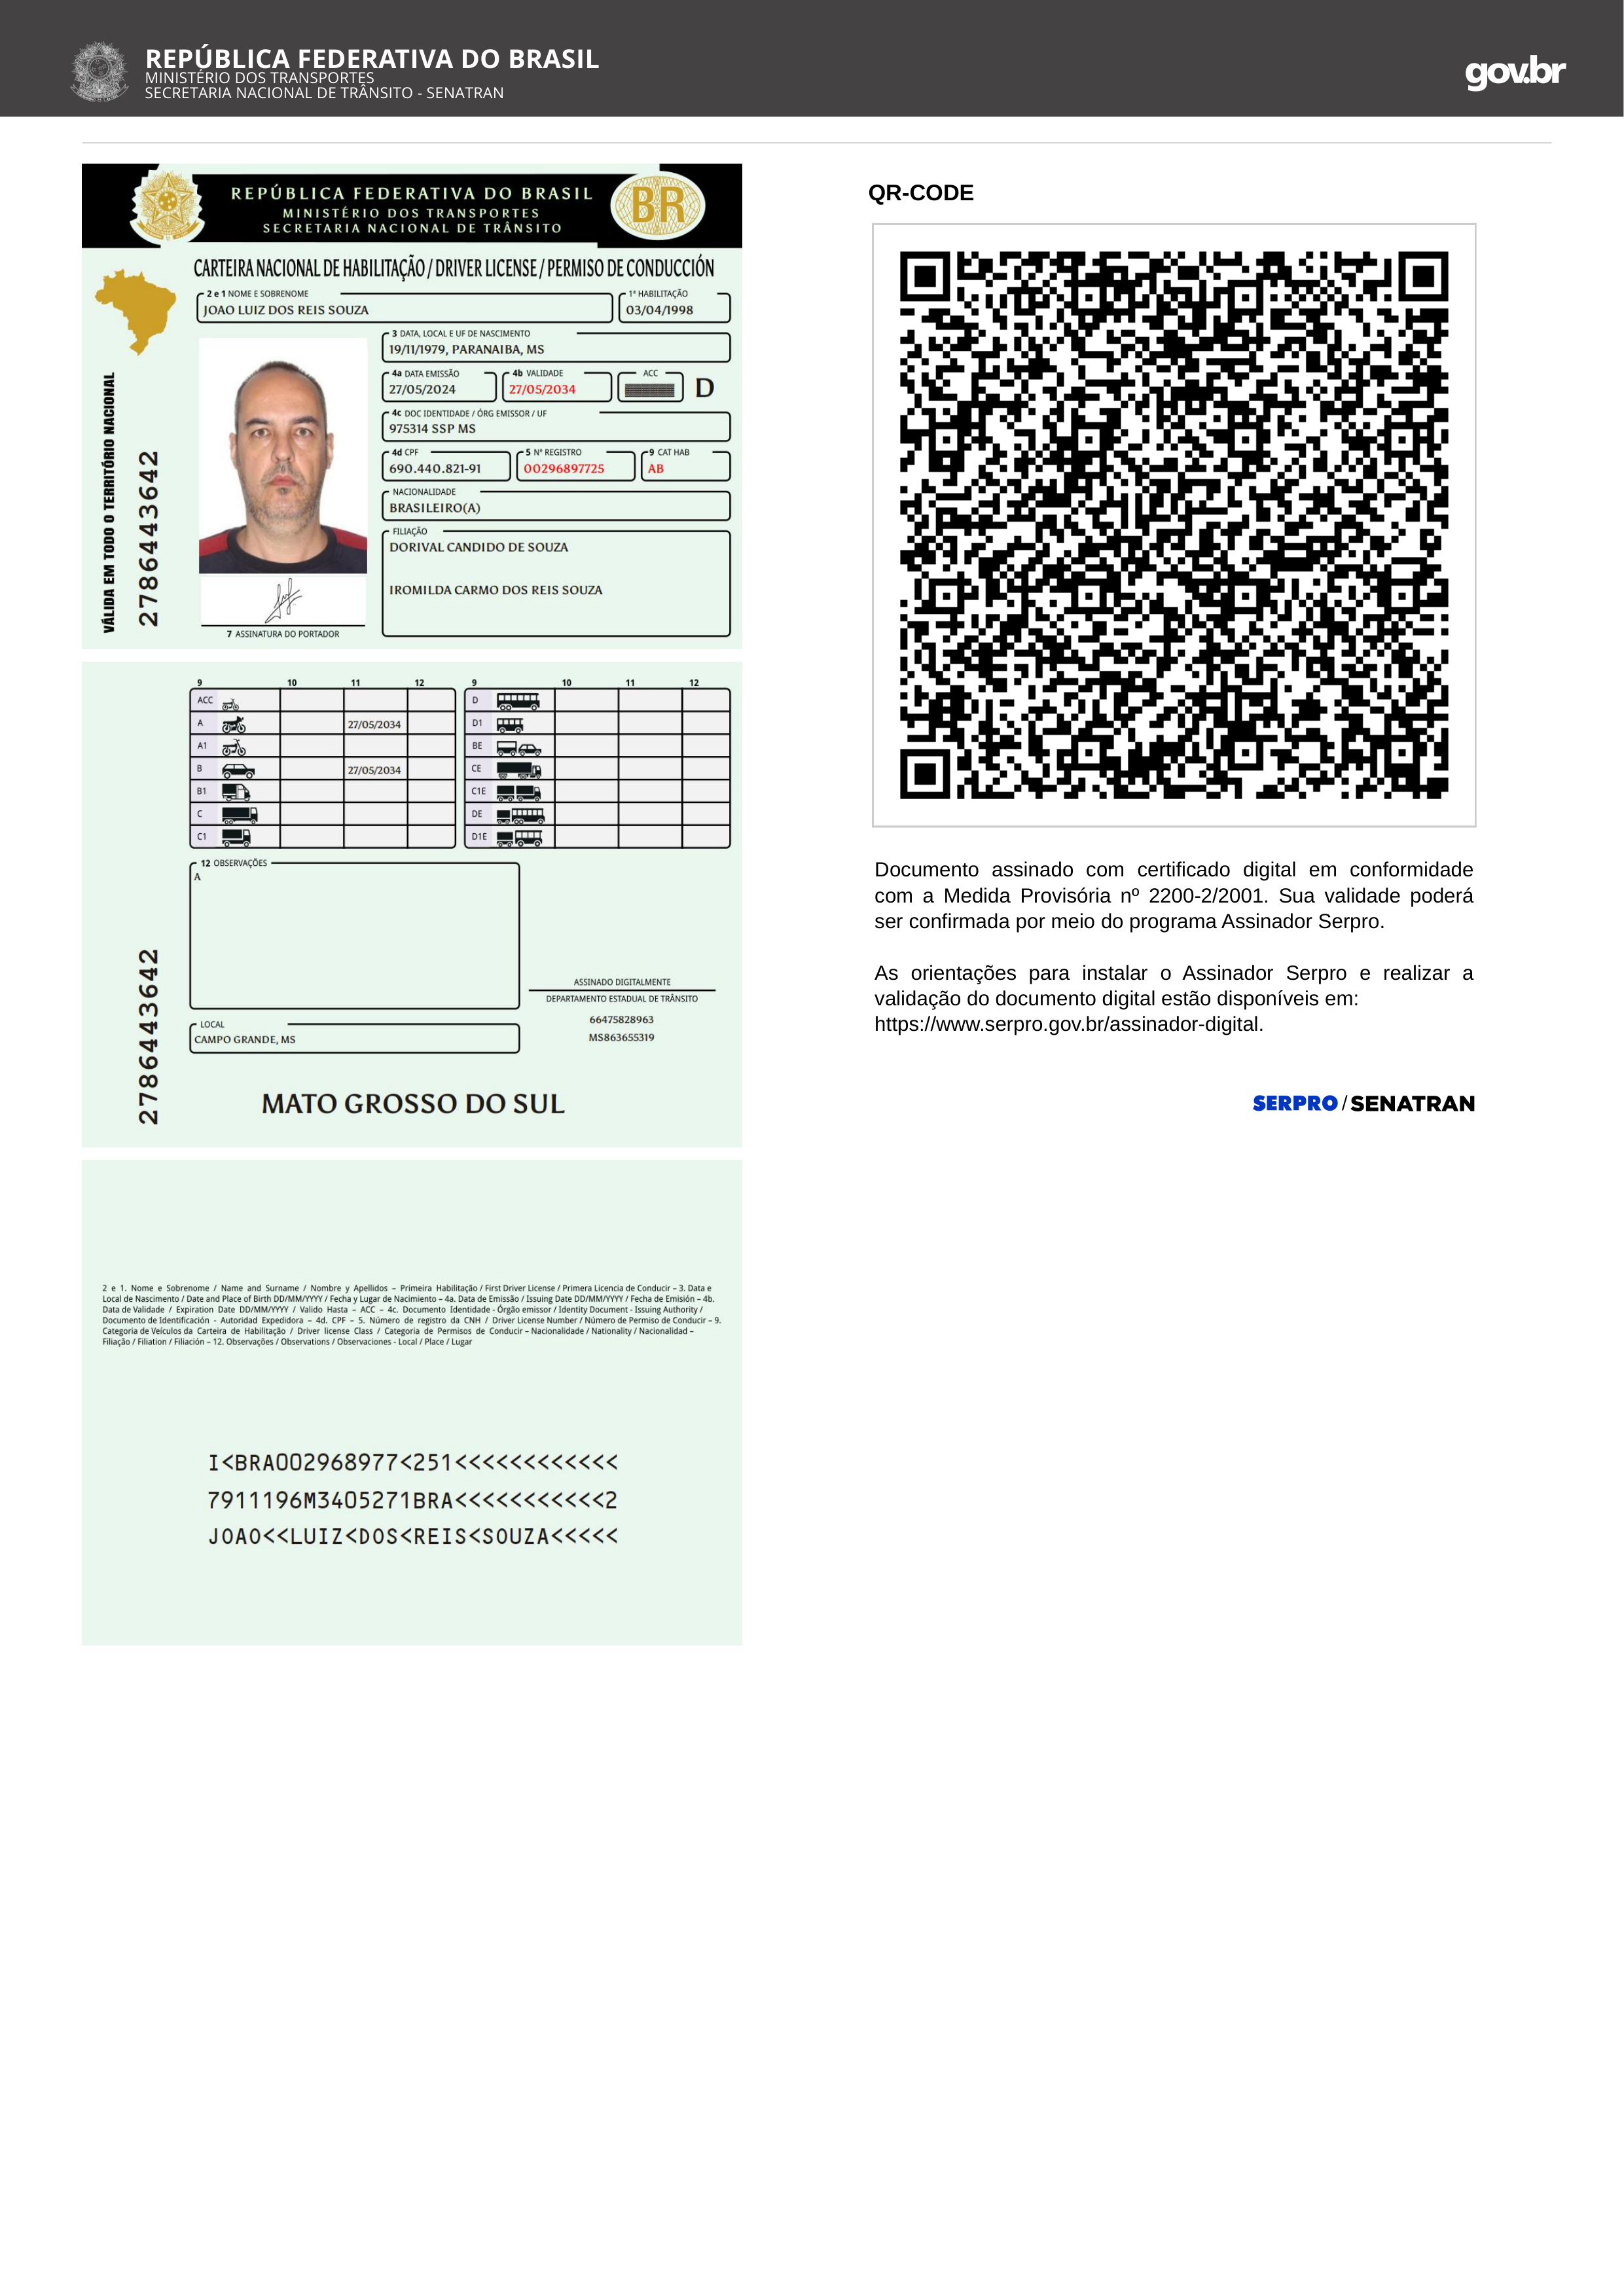 REPÚBLICA FEDERATIVA DO BRASIL
MINISTÉRIO DOS TRANSPORTES
SECRETARIA NACIONAL DE TRÂNSITO - SENATRAN
gov.br
REPÚBLICA FEDERATIVA DO BRASIL
MINISTÉRIO DOS TRANSPORTES
SECRETARIA NACIONAL DE TRÂNSITO
BR
CARTEIRA NACIONAL DE HABILITAÇÃO / DRIVER LICENSE / PERMISO DE CONDUCCIÓN
2 e 1 NOME E SOBRENOME
JOAO LUIZ DOS REIS SOUZA
1ª HABILITAÇÃO
03/04/1998
3 DATA, LOCAL E UF DE NASCIMENTO
19/11/1979, PARANAIBA, MS
4a DATA EMISSÃO
27/05/2024
4b VALIDADE
27/05/2034
ACC
D
4c DOC IDENTIDADE / ÓRG EMISSOR / UF
975314 SSP MS
4d CPF
690.440.821-91
5 Nº REGISTRO
00296897725
9 CAT HAB
AB
NACIONALIDADE
BRASILEIRO(A)
FILIAÇÃO
DORIVAL CANDIDO DE SOUZA
IROMILDA CARMO DOS REIS SOUZA
7 ASSINATURA DO PORTADOR
VÁLIDA EM TODO O TERRITÓRIO NACIONAL
2786443642
9 10 11 12 9 10 11 12
ACC D
A 27/05/2034 D1
A1 BE
B 27/05/2034 CE
B1 C1E
C DE
C1 D1E
12 OBSERVAÇÕES
A
ASSINADO DIGITALMENTE
DEPARTAMENTO ESTADUAL DE TRÂNSITO
66475828963
MS863655319
LOCAL
CAMPO GRANDE, MS
2786443642
MATO GROSSO DO SUL
2 e 1. Nome e Sobrenome / Name and Surname / Nombre y Apellidos – Primeira Habilitação / First Driver License / Primera Licencia de Conducir – 3. Data e
Local de Nascimento / Date and Place of Birth DD/MM/YYYY / Fecha y Lugar de Nacimiento – 4a. Data de Emissão / Issuing Date DD/MM/YYYY / Fecha de Emisión – 4b.
Data de Validade / Expiration Date DD/MM/YYYY / Valido Hasta – ACC – 4c. Documento Identidade - Órgão emissor / Identity Document - Issuing Authority /
Documento de Identificación - Autoridad Expedidora – 4d. CPF – 5. Número de registro da CNH / Driver License Number / Número de Permiso de Conducir – 9.
Categoria de Veículos da Carteira de Habilitação / Driver license Class / Categoria de Permisos de Conducir – Nacionalidade / Nationality / Nacionalidad –
Filiação / Filiation / Filiación – 12. Observações / Observations / Observaciones - Local / Place / Lugar
I<BRA002968977<251<<<<<<<<<<<<
7911196M3405271BRA<<<<<<<<<<<2
JOAO<<LUIZ<DOS<REIS<SOUZA<<<<<
QR-CODE
Documento assinado com certificado digital em conformidade
com a Medida Provisória nº 2200-2/2001. Sua validade poderá
ser confirmada por meio do programa Assinador Serpro.
As orientações para instalar o Assinador Serpro e realizar a
validação do documento digital estão disponíveis em:
https://www.serpro.gov.br/assinador-digital.
SERPRO / SENATRAN